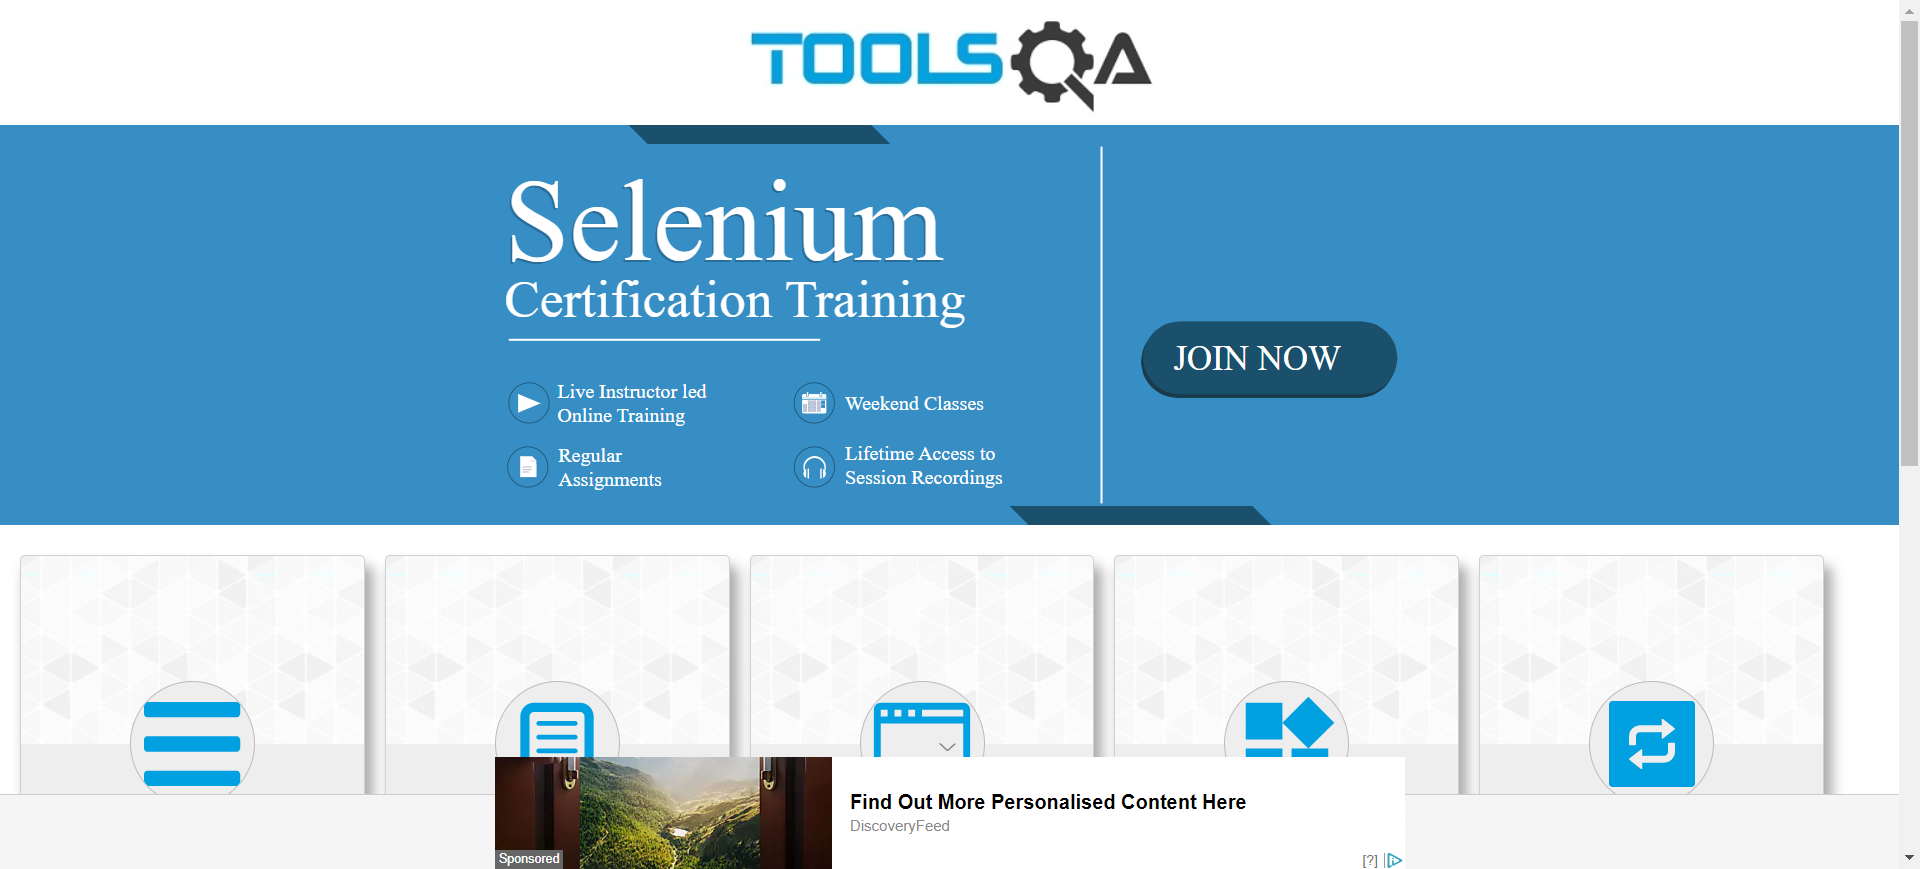 TOOLSQA
Selenium
Certification Training
JOIN NOW
Live Instructor led
Online Training
Weekend Classes
Regular
Assignments
Lifetime Access to
Session Recordings
Find Out More Personalised Content Here
DiscoveryFeed
Sponsored
[?]